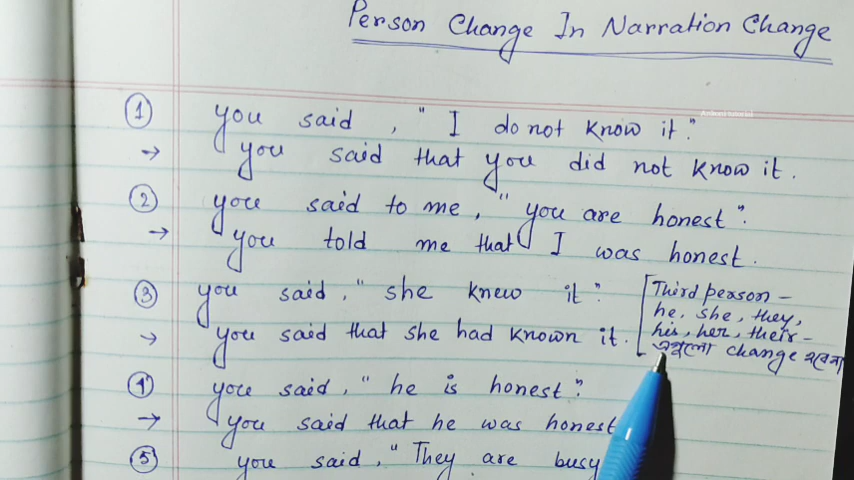 Person Change In Narration Change
① you said, "I do not know it".
→ you said that you did not know it.
② you said to me, "you are honest".
→ you told me that I was honest.
③ you said, "she knew it".
→ you said that she had known it.
[Third person -
he, she, they,
his, her, their -
এগুলো change হবেনা
④ you said, "he is honest".
→ you said that he was honest
⑤ you said, "They are busy